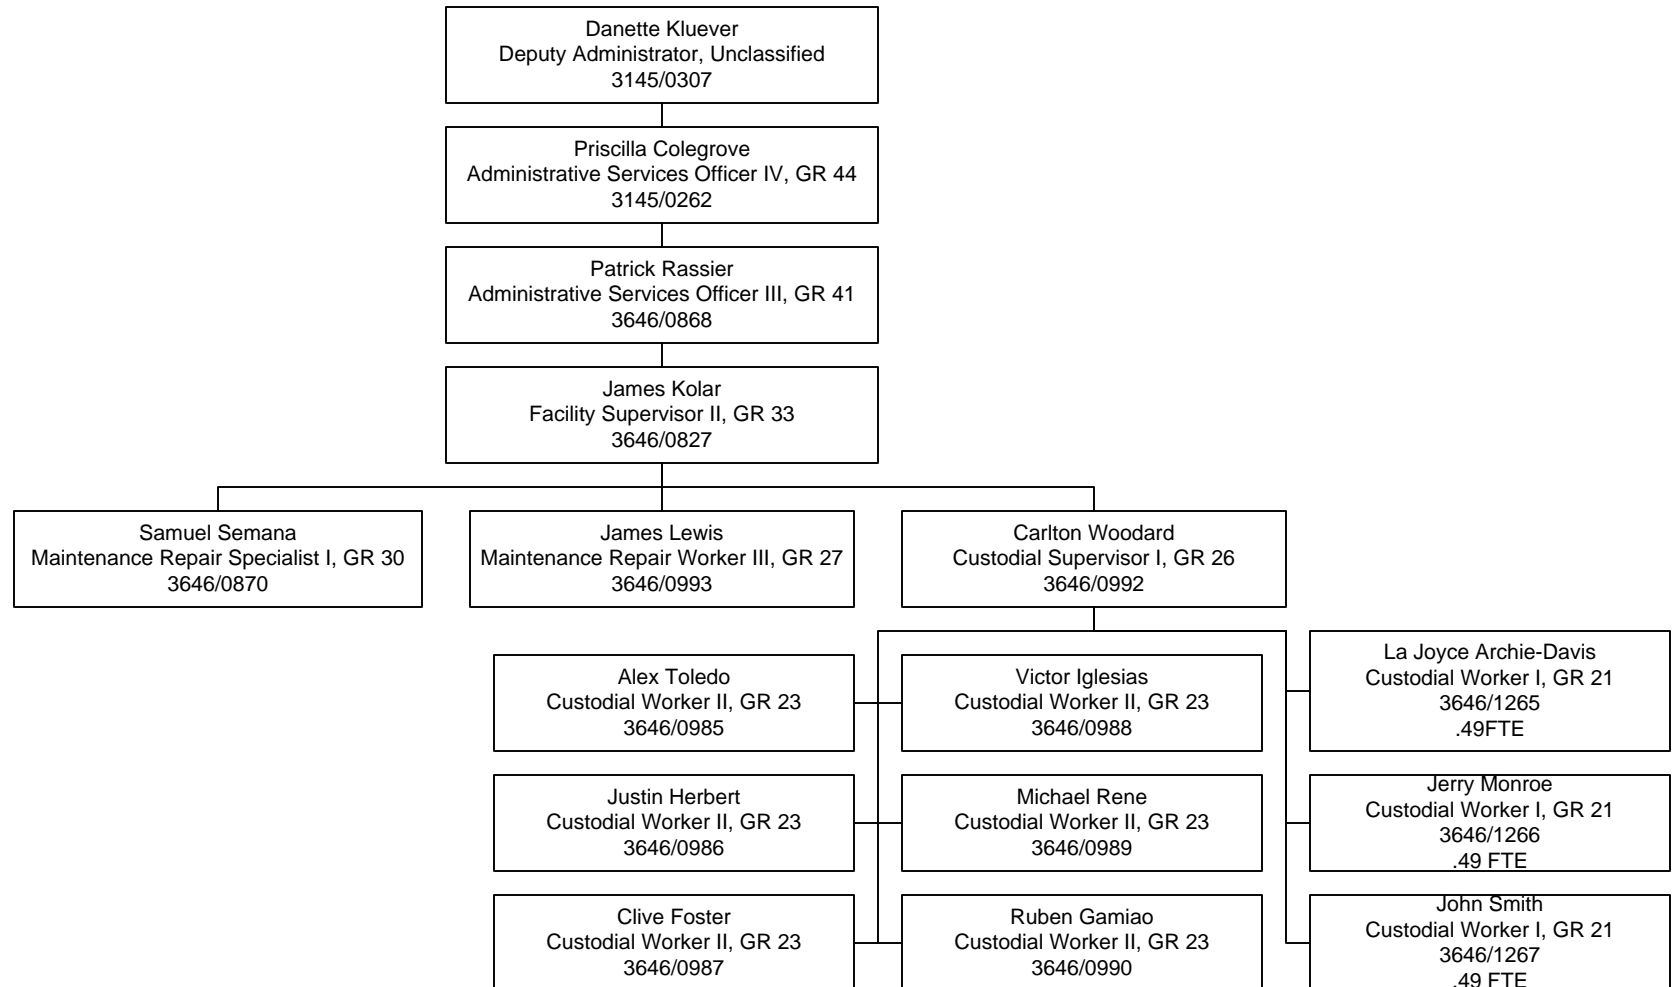 Danette Kluever
Deputy Administrator, Unclassified
3145/0307
Priscilla Colegrove
Administrative Services Officer IV, GR 44
3145/0262
Patrick Rassier
Administrative Services Officer III, GR 41
3646/0868
James Kolar
Facility Supervisor II, GR 33
3646/0827
Samuel Semana
Maintenance Repair Specialist I, GR 30
3646/0870
James Lewis
Maintenance Repair Worker III, GR 27
3646/0993
Carlton Woodard
Custodial Supervisor I, GR 26
3646/0992
Alex Toledo
Custodial Worker II, GR 23
3646/0985
Victor Iglesias
Custodial Worker II, GR 23
3646/0988
La Joyce Archie-Davis
Custodial Worker I, GR 21
3646/1265
.49FTE
Justin Herbert
Custodial Worker II, GR 23
3646/0986
Michael Rene
Custodial Worker II, GR 23
3646/0989
Jerry Monroe
Custodial Worker I, GR 21
3646/1266
.49 FTE
Clive Foster
Custodial Worker II, GR 23
3646/0987
Ruben Gamiao
Custodial Worker II, GR 23
3646/0990
John Smith
Custodial Worker I, GR 21
3646/1267
.49 FTE